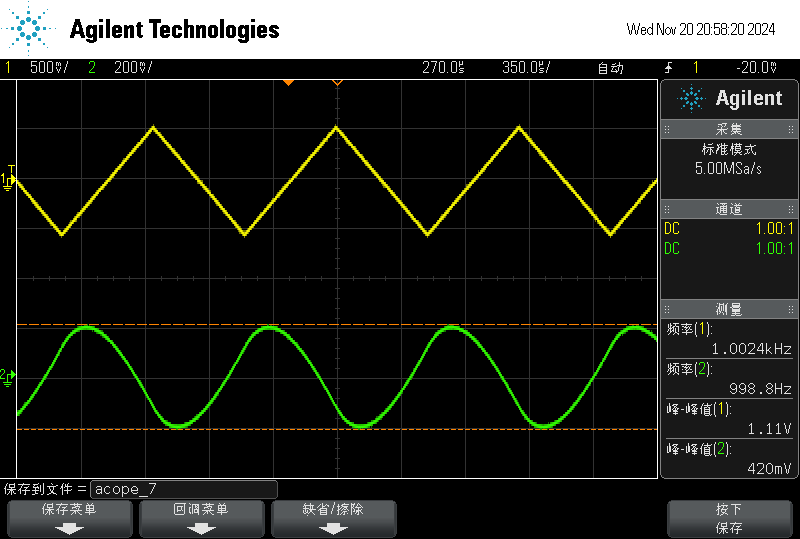 Agilent Technologies
Wed Nov 20 20:58:20 2024
1 500mV/ 2 200mV/ 270.0us 350.0us/ 自动 1 -20.0mV
Agilent
采集
标准模式
5.00MSa/s
通道
DC 1.00:1
DC 1.00:1
测量
频率(1):
1.0024kHz
频率(2):
998.8Hz
峰-峰值(1):
1.11V
峰-峰值(2):
420mV
T
1
2
保存到文件 = acope_7
保存菜单
回调菜单
缺省/擦除
按下
保存